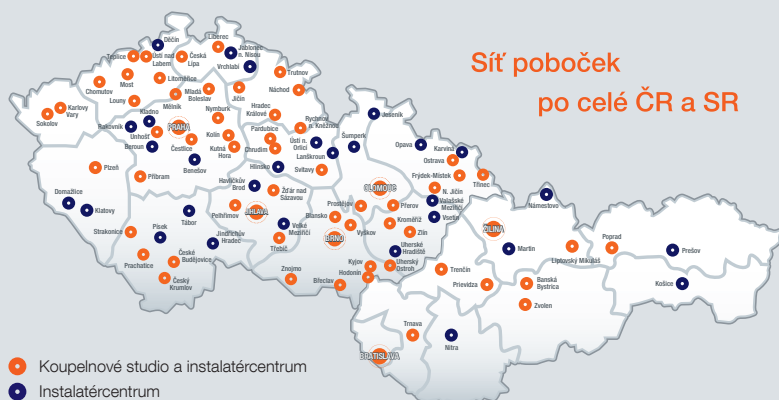 Síť poboček
po celé ČR a SR
Děčín
Liberec
Jablonec
n. Nisou
Teplice
Ústí nad
Labem
Česká
Lípa
Vrchlabí
Most
Litoměřice
Trutnov
Chomutov
Mladá
Boleslav
Jičín
Náchod
Louny
Mělník
Karlovy
Vary
Sokolov
Kladno
Nymburk
Hradec
Králové
Rychnov
n. Kněžnou
Jeseník
Rakovník
Unhošť
PRAHA
Kolín
Pardubice
Ústí n.
Orlicí
Šumperk
Opava
Karviná
Beroun
Čestlice
Kutná
Hora
Chrudim
Lanškroun
Ostrava
Plzeň
Příbram
Benešov
Hlinsko
Svitavy
Frýdek-Místek
Třinec
Domažlice
Klatovy
Havlíčkův
Brod
Žďár nad
Sázavou
OLOMOUC
N. Jičín
Valašské
Meziříčí
Námestovo
Tábor
Pelhřimov
JIHLAVA
Prostějov
Přerov
Vsetín
Strakonice
Písek
Velké
Meziříčí
Blansko
Kroměříž
Zlín
ŽILINA
Jindřichův
Hradec
Třebíč
BRNO
Vyškov
Uherské
Hradiště
Martin
Liptovský Mikuláš
Poprad
Prešov
Prachatice
České
Budějovice
Český
Krumlov
Znojmo
Kyjov
Hodonín
Uherský
Ostroh
Břeclav
Trenčín
Prievidza
Banská
Bystrica
Košice
Zvolen
Trnava
Nitra
BRATISLAVA
Koupelnové studio a instalatércentrum
Instalatércentrum